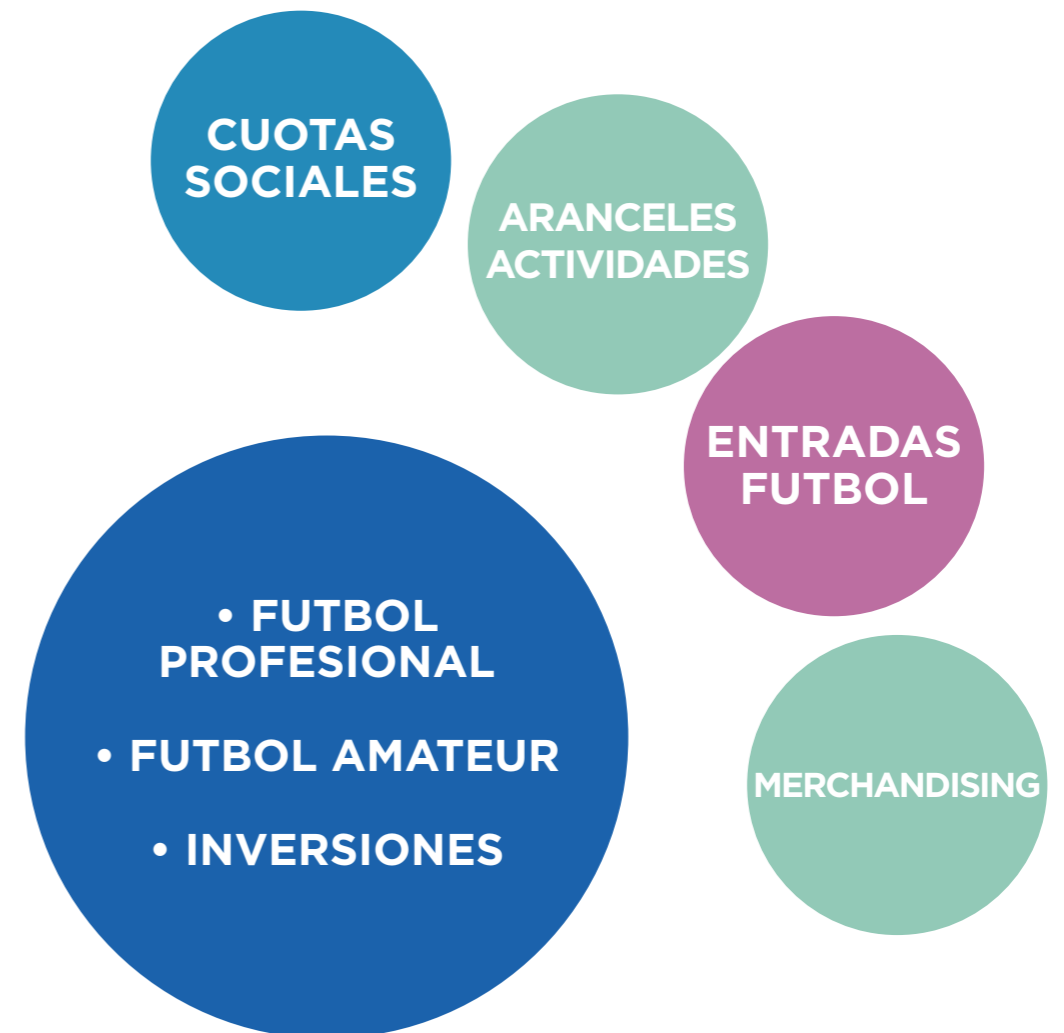 CUOTAS
SOCIALES
ARANCELES
ACTIVIDADES
ENTRADAS
FUTBOL
• FUTBOL
PROFESIONAL
• FUTBOL AMATEUR
• INVERSIONES
MERCHANDISING